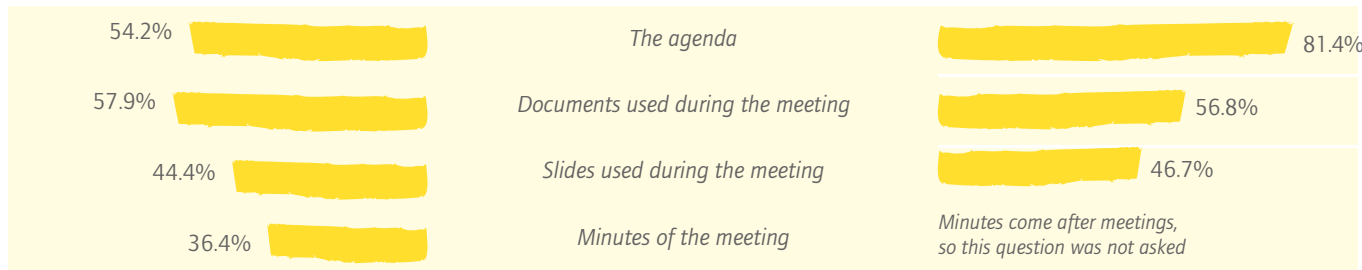 54.2% The agenda 81.4%
57.9% Documents used during the meeting 56.8%
44.4% Slides used during the meeting 46.7%
36.4% Minutes of the meeting
Minutes come after meetings,
so this question was not asked